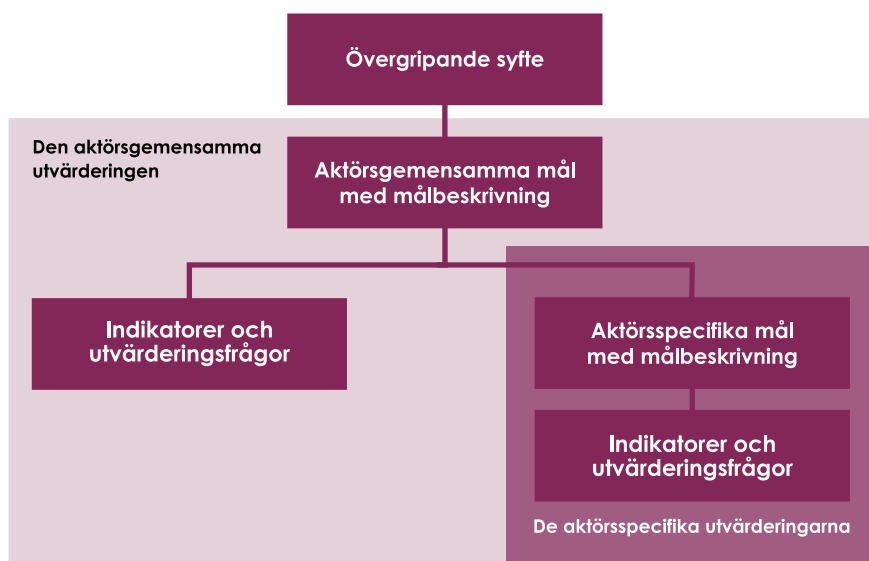 Övergripande syfte
Den aktörsgemensamma
utvärderingen
Aktörsgemensamma mål
med målbeskrivning
Indikatorer och
utvärderingsfrågor
Aktörsspecifika mål
med målbeskrivning
Indikatorer och
utvärderingsfrågor
De aktörsspecifika utvärderingarna